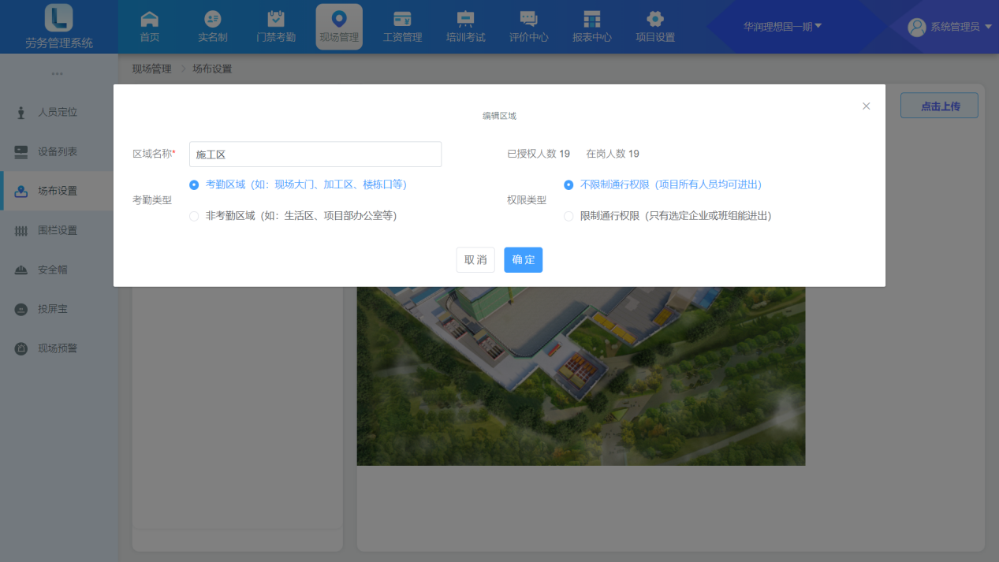 劳务管理系统
首页
实名制
门禁考勤
现场管理
工资管理
培训考试
评价中心
报表中心
项目设置
华润理想国一期
系统管理员
现场管理 > 场布设置
人员定位
设备列表
场布设置
围栏设置
安全帽
投屏宝
现场预警
点击上传
编辑区域
区域名称* 施工区
已授权人数 19 在岗人数 19
考勤类型
考勤区域（如：现场大门、加工区、楼栋口等）
非考勤区域（如：生活区、项目部办公室等）
权限类型
不限制通行权限（项目所有人员均可进出）
限制通行权限（只有选定企业或班组能进出）
取消 确定